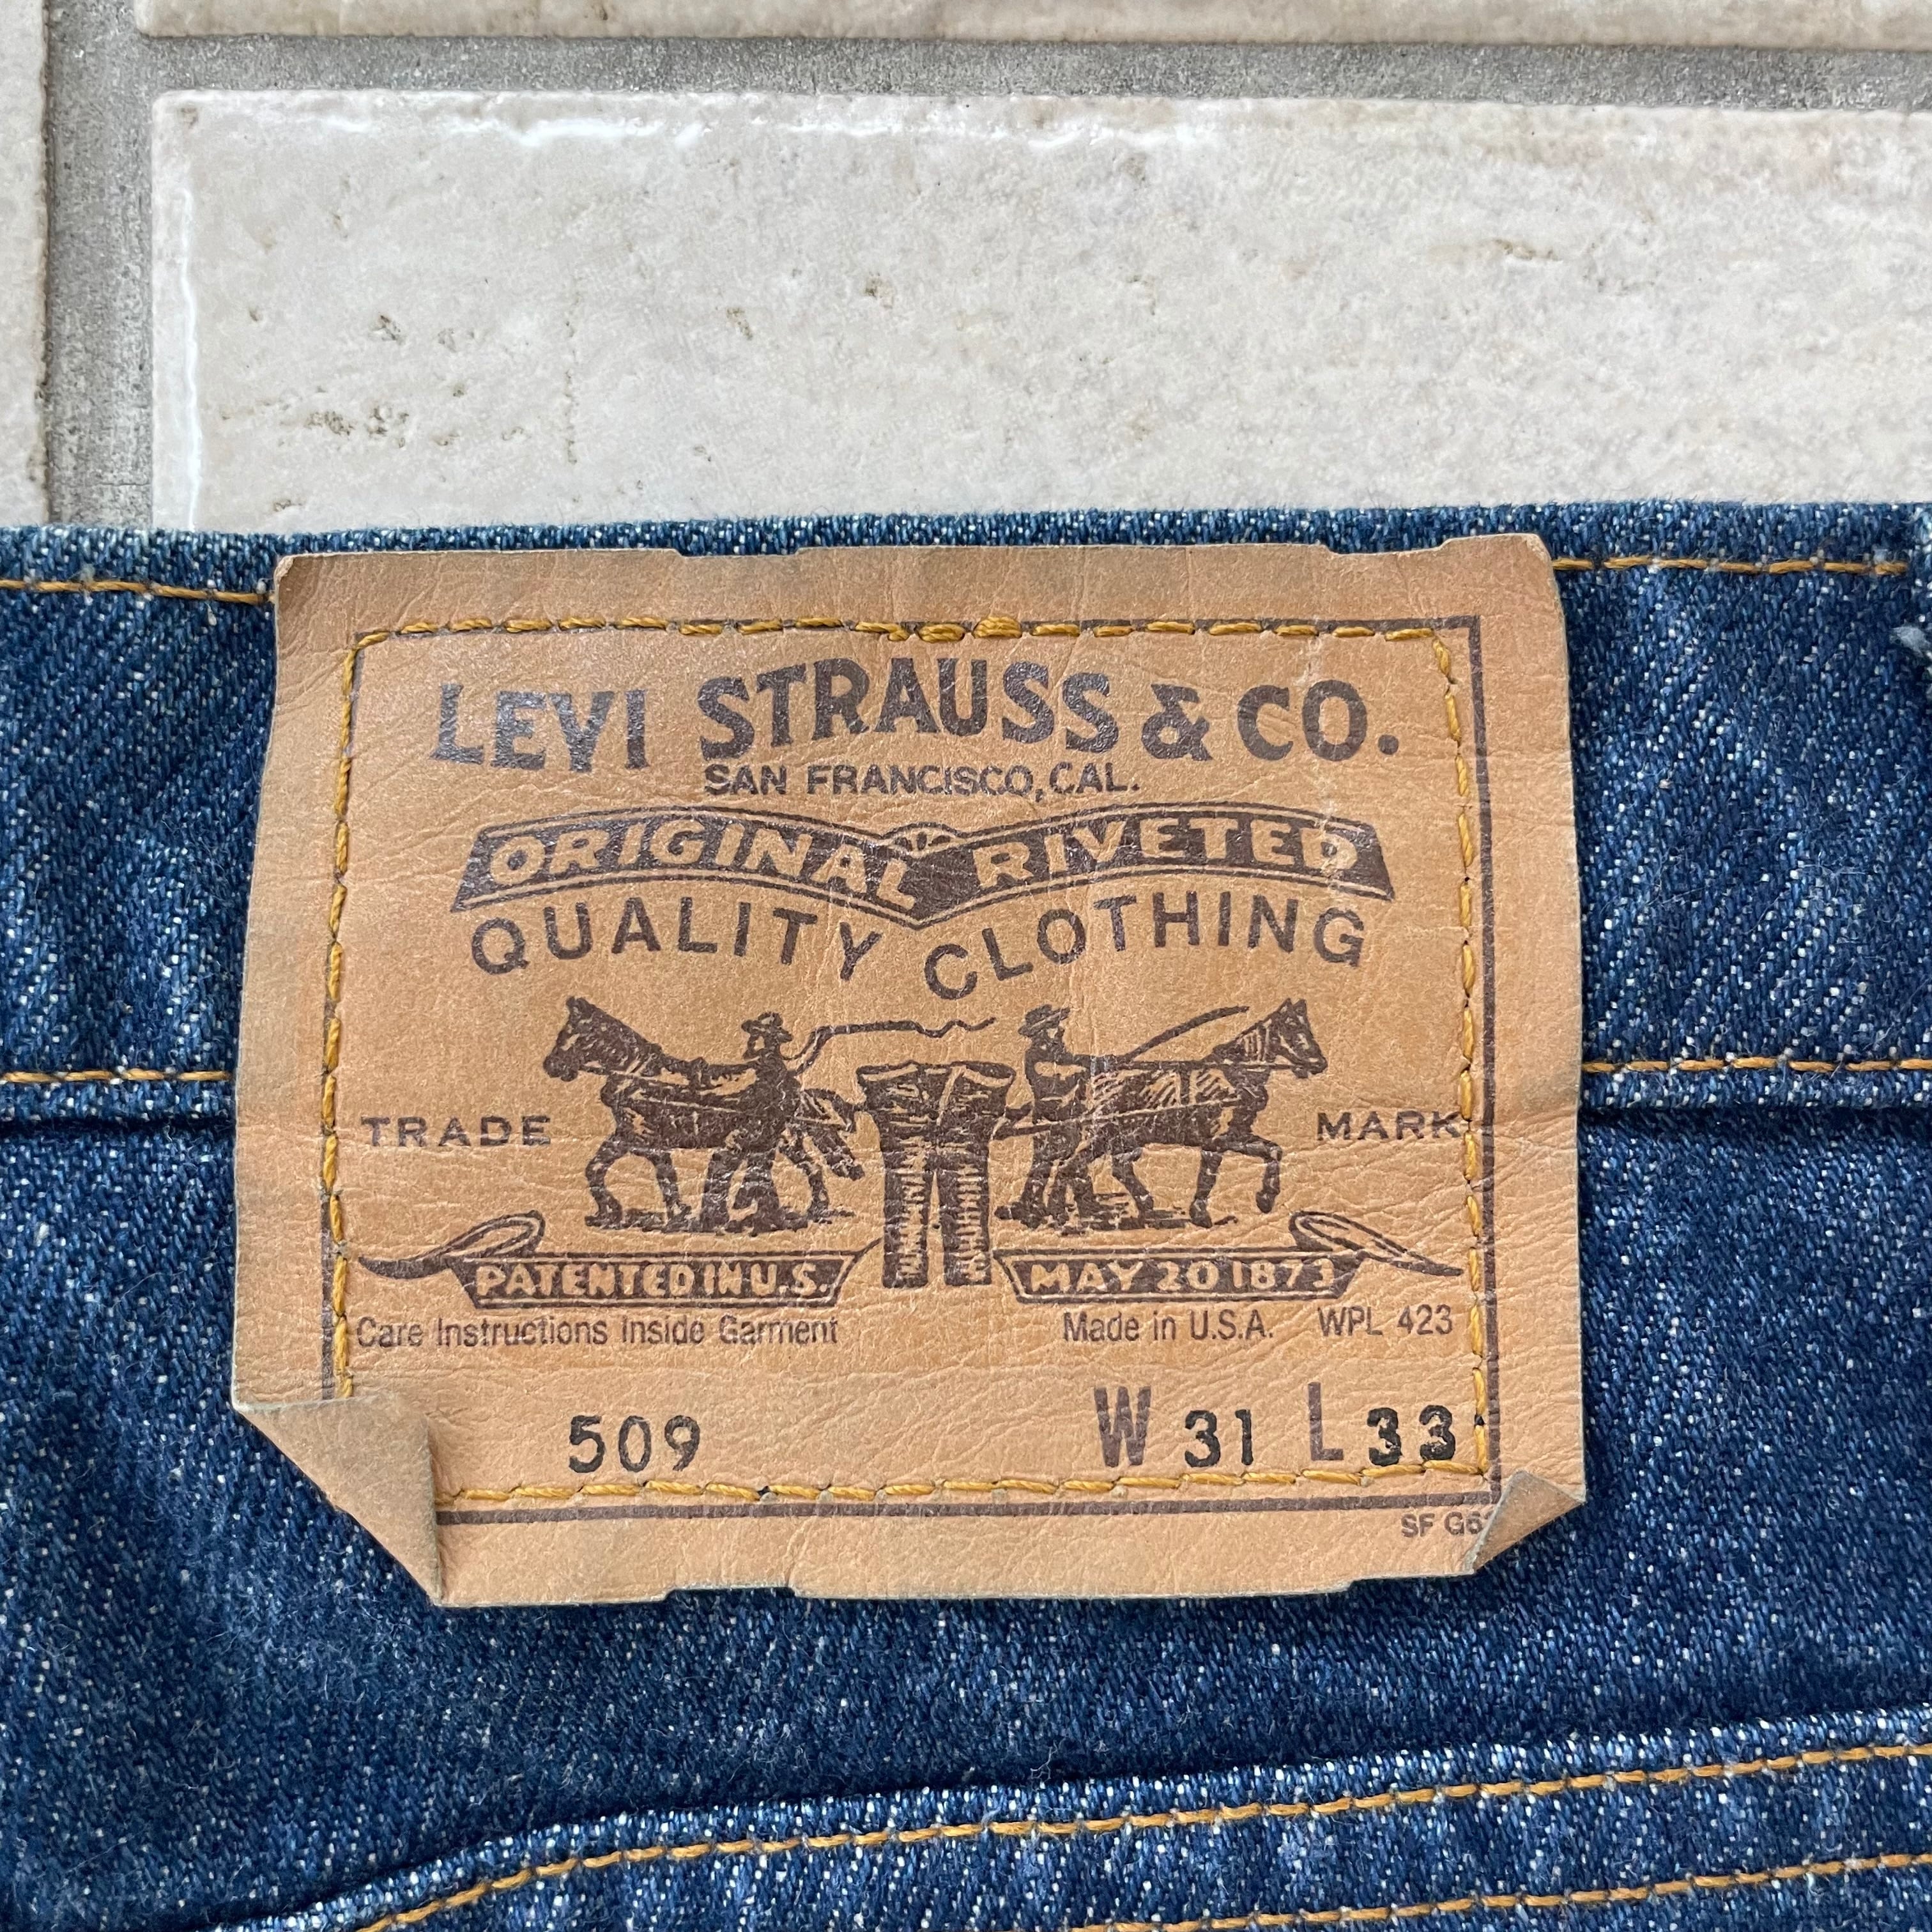 LEVI STRAUSS & CO.
SAN FRANCISCO, CAL.
ORIGINAL RIVETED
QUALITY CLOTHING
TRADE MARK
PATENTED IN U.S. MAY 20 1873
Care Instructions Inside Garment Made in U.S.A. WPL 423
509 W 31 L 33
SF